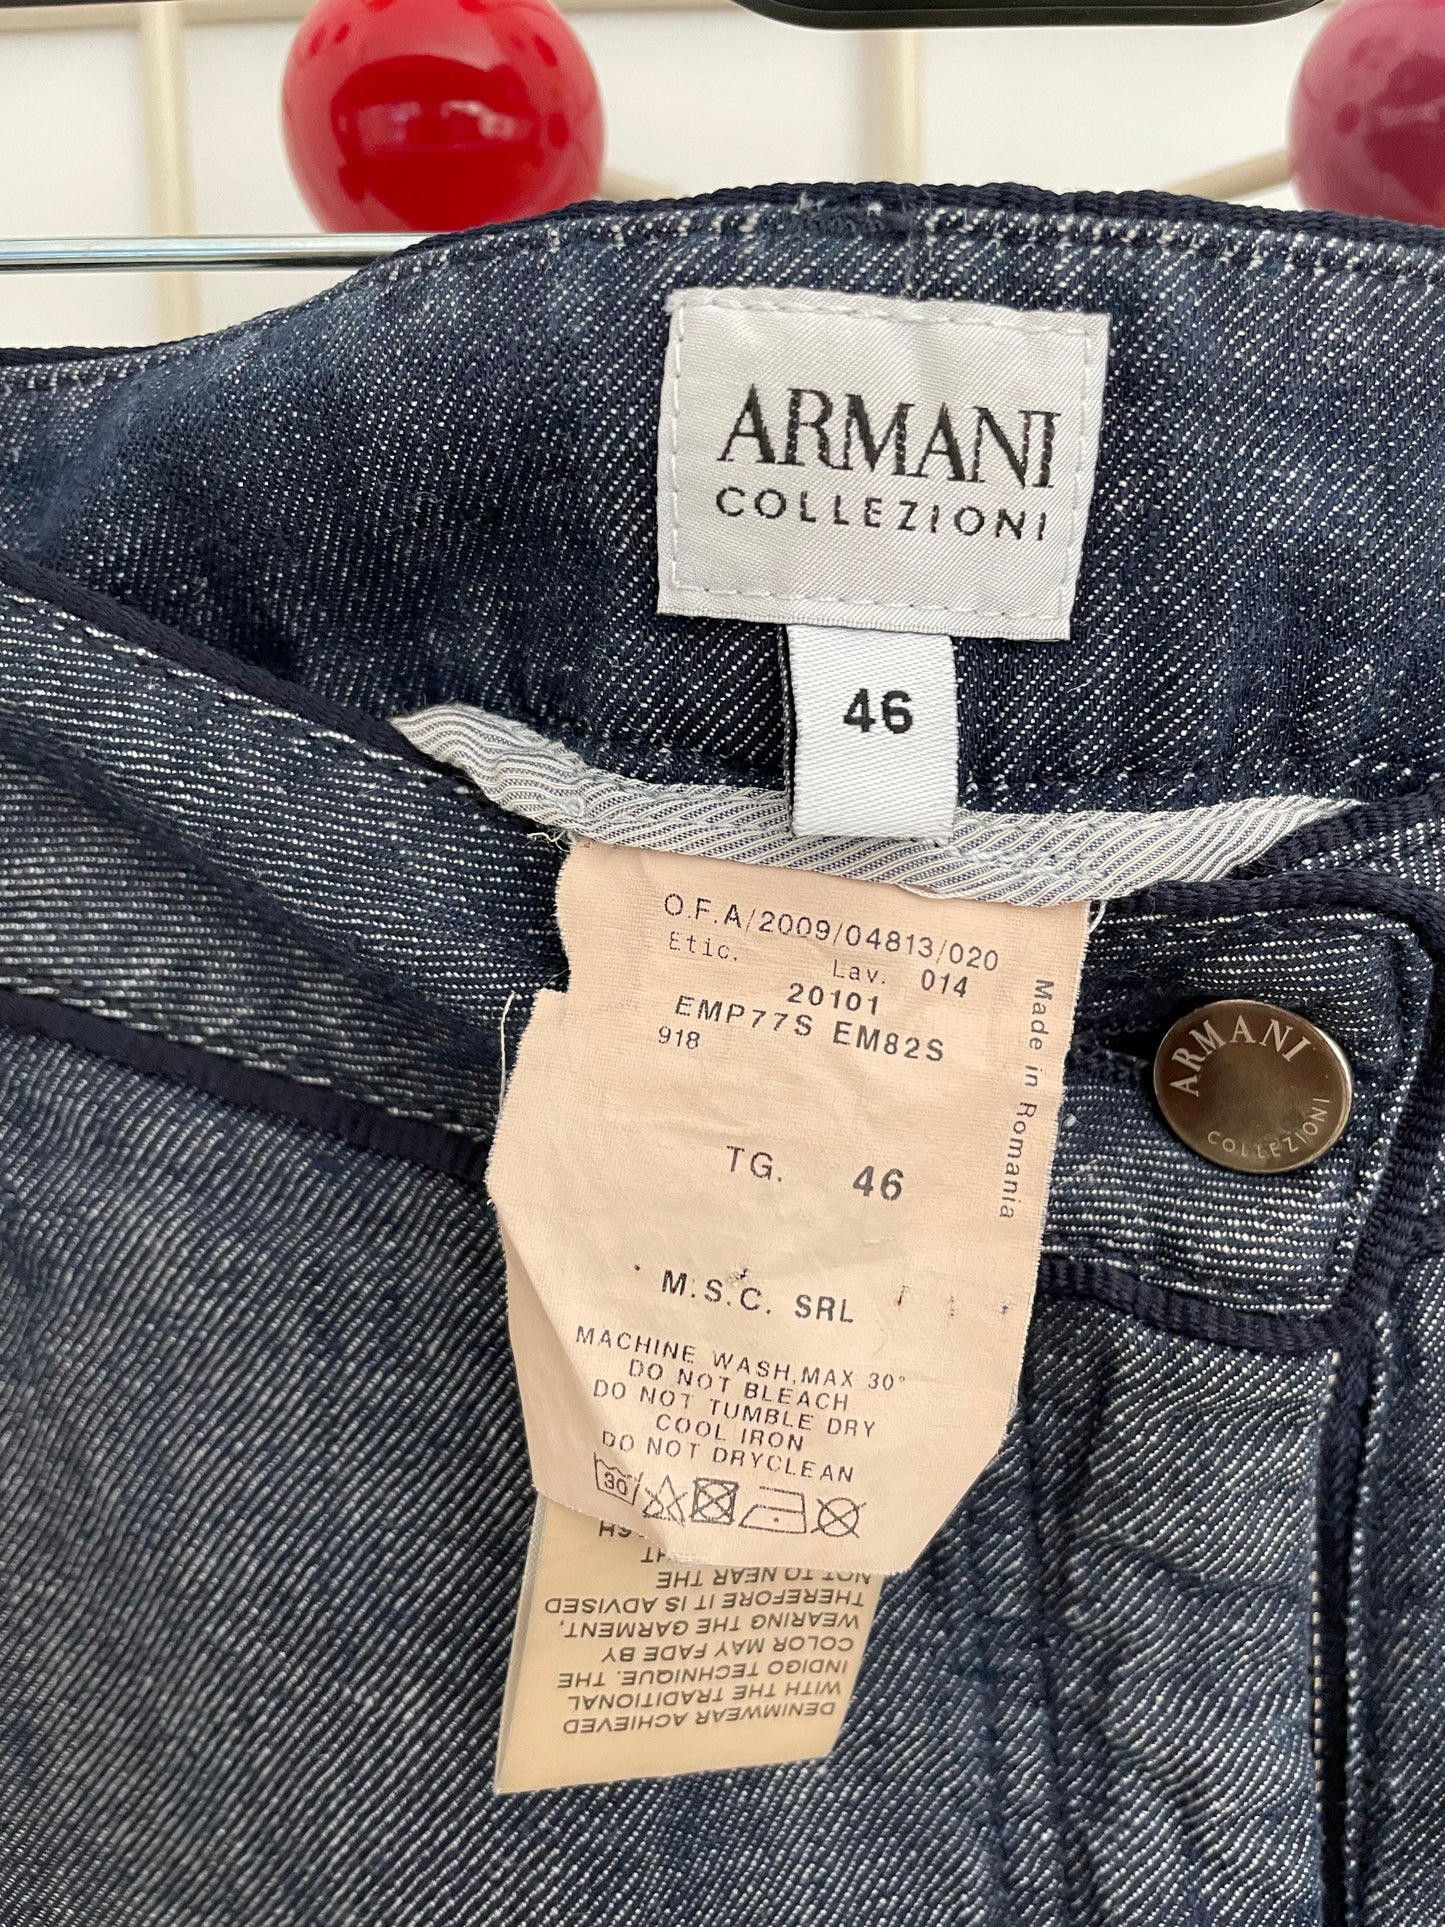 ARMANI
COLLEZIONI
46
O.F.A/2009/04813/020
Etic. Lav. 014
20101
EMP77S EM82S
918
Made in Romania
TG. 46
M.S.C. SRL
MACHINE WASH,MAX 30°
DO NOT BLEACH
DO NOT TUMBLE DRY
COOL IRON
DO NOT DRYCLEAN
30
ARMANI
COLLEZIONI
DENIMWEAR ACHIEVED
WITH THE TRADITIONAL
INDIGO TECHNIQUE. THE
COLOR MAY FADE BY
WEARING THE GARMENT,
THEREFORE IT IS ADVISED
NOT TO NEAR THE